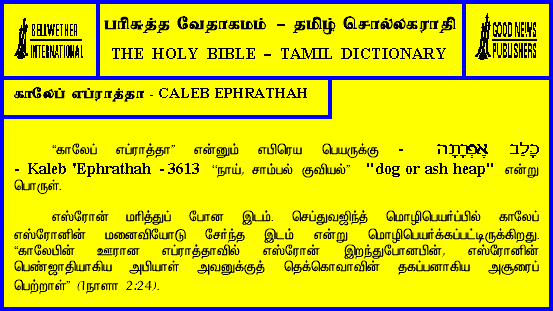 BELLWETHER
INTERNATIONAL
பரிசுத்த வேதாகமம் – தமிழ் சொல்லகராதி
THE HOLY BIBLE – TAMIL DICTIONARY
GOOD NEWS
PUBLISHERS
காலேப் எப்ராத்தா - CALEB EPHRATHAH
“காலேப் எப்ராத்தா” என்னும் எபிரெய பெயருக்கு - כָּלֵב אֶפְרָתָה
- Kaleb 'Ephrathah - 3613 “நாய், சாம்பல் குவியல்” "dog or ash heap" என்று
பொருள்.
எஸ்ரோன் மரித்துப் போன இடம். செப்துவஜிந்த் மொழிபெயர்ப்பில் காலேப்
எஸ்ரோனின் மனைவியோடு சேர்ந்த இடம் என்று மொழிபெயர்க்கப்பட்டிருக்கிறது.
“காலேபின் ஊரான எப்ராத்தாவில் எஸ்ரோன் இறந்துபோனபின், எஸ்ரோனின்
பெண்ஜாதியாகிய அபியாள் அவனுக்குத் தெக்கொவாவின் தகப்பனாகிய அசூரைப்
பெற்றாள்” (1நாளா 2:24).